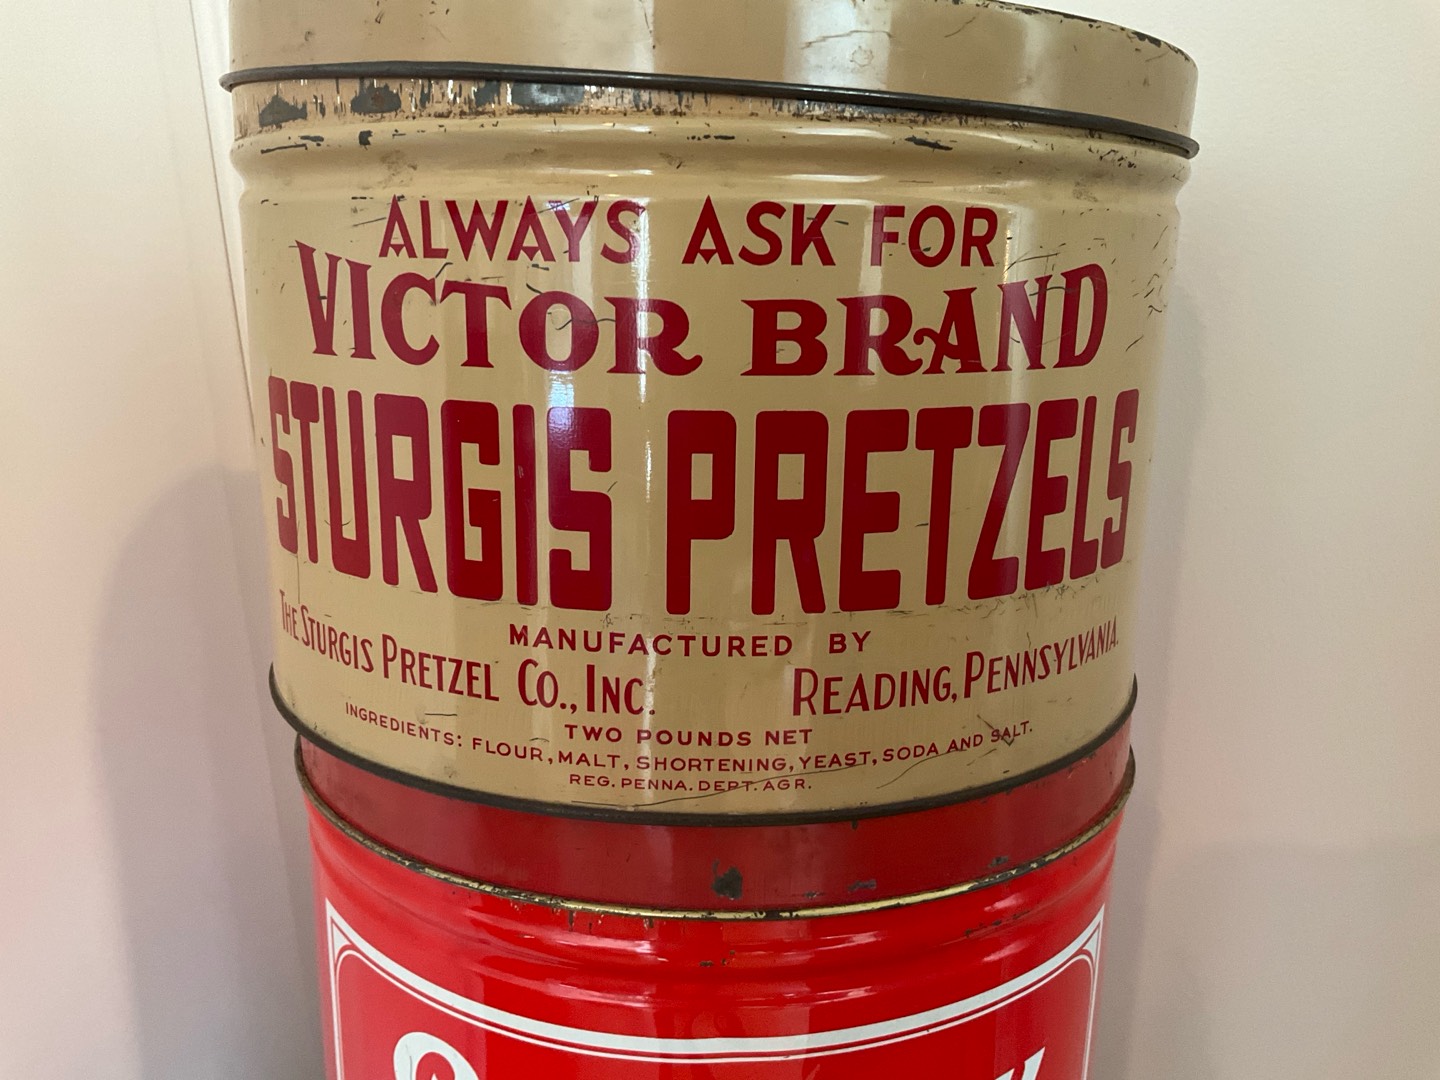 ALWAYS ASK FOR
VICTOR BRAND
STURGIS PRETZELS
MANUFACTURED BY
THE STURGIS PRETZEL CO., INC. READING, PENNSYLVANIA.
TWO POUNDS NET
INGREDIENTS: FLOUR, MALT, SHORTENING, YEAST, SODA AND SALT.
REG. PENNA. DEPT. AGR.